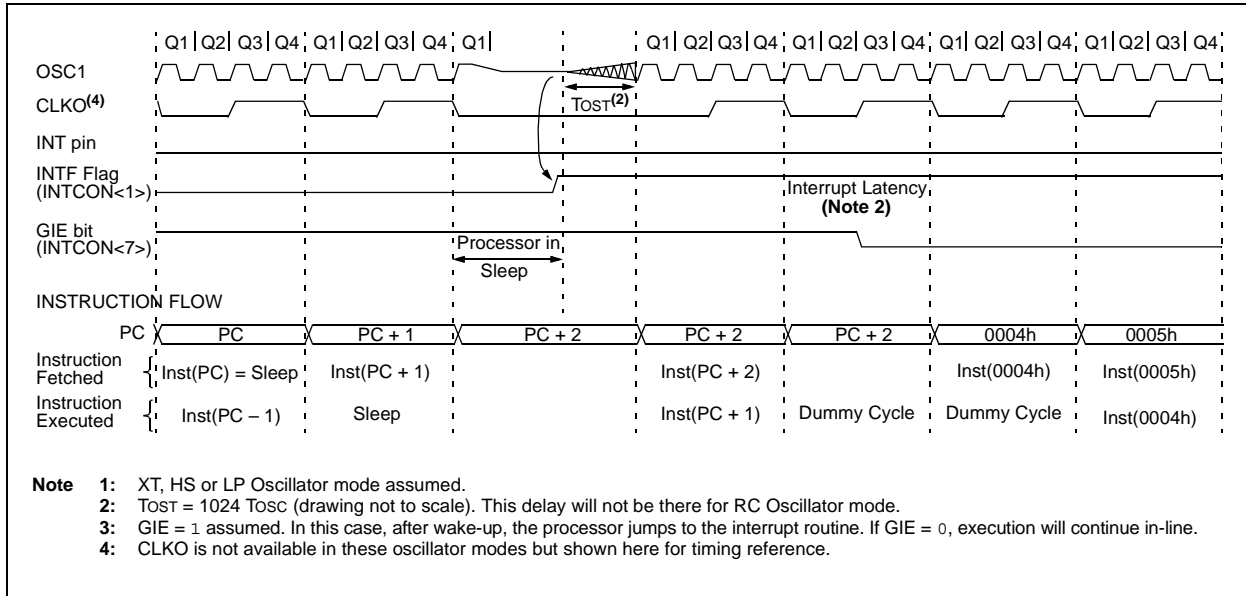 Q1 Q2 Q3 Q4 Q1 Q2 Q3 Q4 Q1 Q1 Q2 Q3 Q4 Q1 Q2 Q3 Q4 Q1 Q2 Q3 Q4 Q1 Q2 Q3 Q4
OSC1
CLKO(4)
TOST(2)
INT pin
INTF Flag
(INTCON<1>)
Interrupt Latency
(Note 2)
GIE bit
(INTCON<7>)
Processor in
Sleep
INSTRUCTION FLOW
PC PC PC + 1 PC + 2 PC + 2 PC + 2 0004h 0005h
Instruction
Fetched
Inst(PC) = Sleep Inst(PC + 1) Inst(PC + 2) Inst(0004h) Inst(0005h)
Instruction
Executed
Inst(PC – 1) Sleep Inst(PC + 1) Dummy Cycle Dummy Cycle Inst(0004h)
Note 1: XT, HS or LP Oscillator mode assumed.
2: TOST = 1024 TOSC (drawing not to scale). This delay will not be there for RC Oscillator mode.
3: GIE = 1 assumed. In this case, after wake-up, the processor jumps to the interrupt routine. If GIE = 0, execution will continue in-line.
4: CLKO is not available in these oscillator modes but shown here for timing reference.